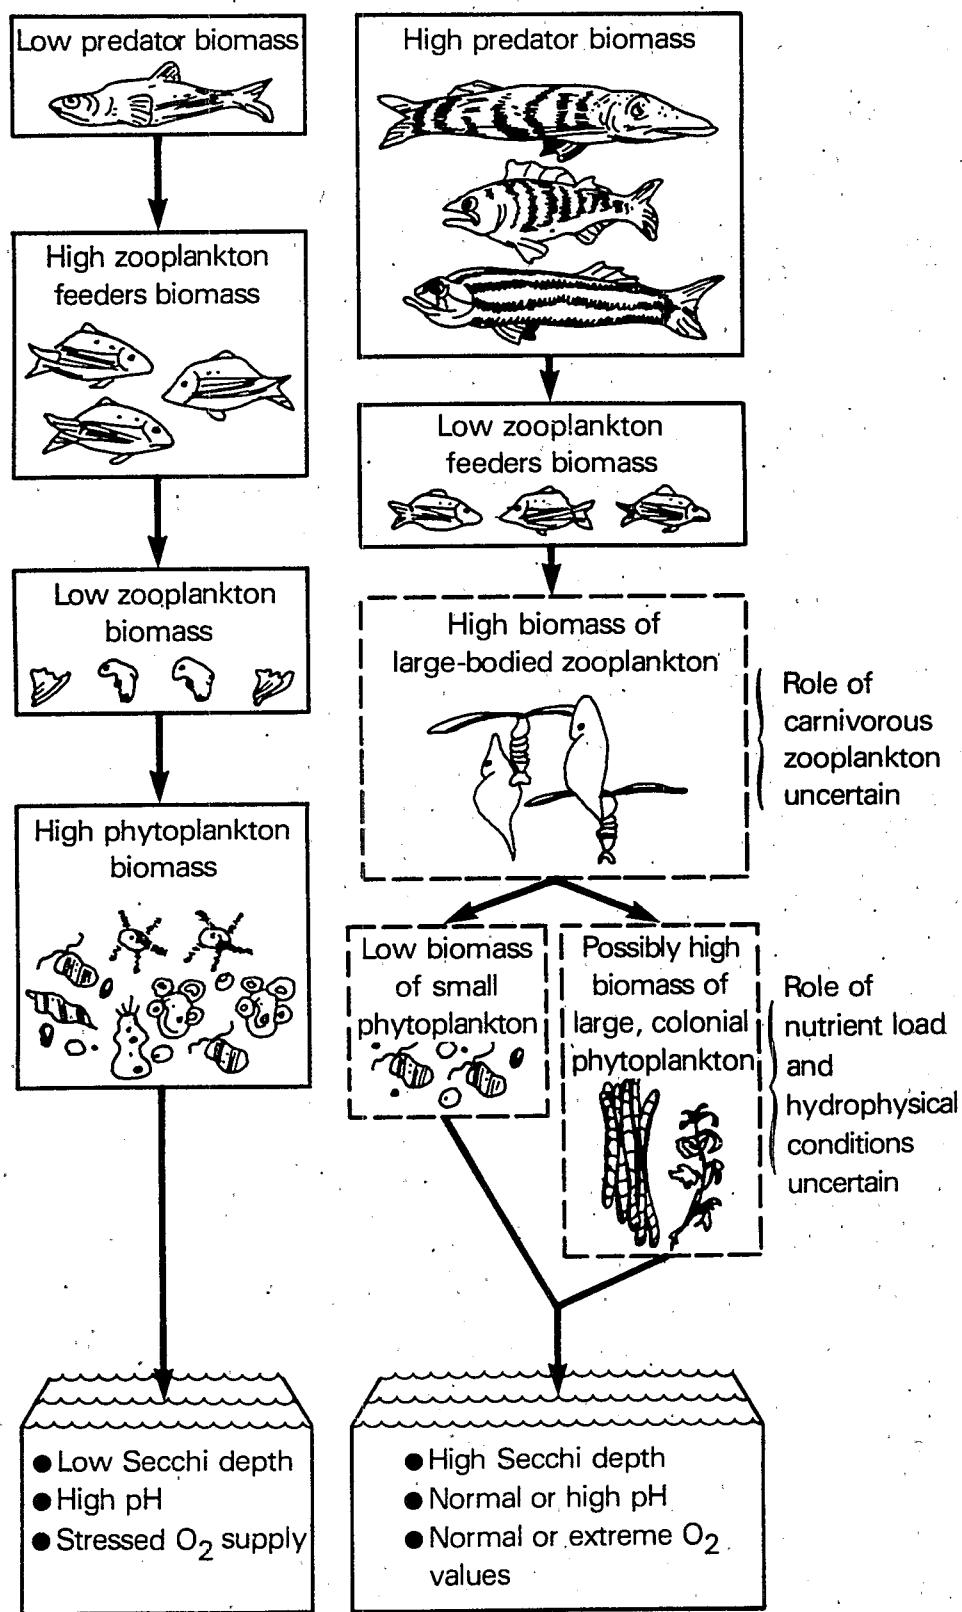 Low predator biomass
High zooplankton
feeders biomass
Low zooplankton
biomass
High phytoplankton
biomass
● Low Secchi depth
● High pH
● Stressed O2 supply
High predator biomass
Low zooplankton
feeders biomass
High biomass of
large-bodied zooplankton
Role of
carnivorous
zooplankton
uncertain
Low biomass
of small
phytoplankton
Possibly high
biomass of
large, colonial
phytoplankton
Role of
nutrient load
and
hydrophysical
conditions
uncertain
● High Secchi depth
● Normal or high pH
● Normal or extreme O2
values